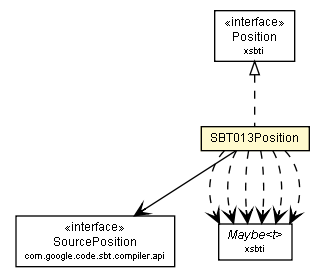 «interface»
Position
xsbti
SBT013Position
«interface»
SourcePosition
com.google.code.sbt.compiler.api
Maybe<t>
xsbti